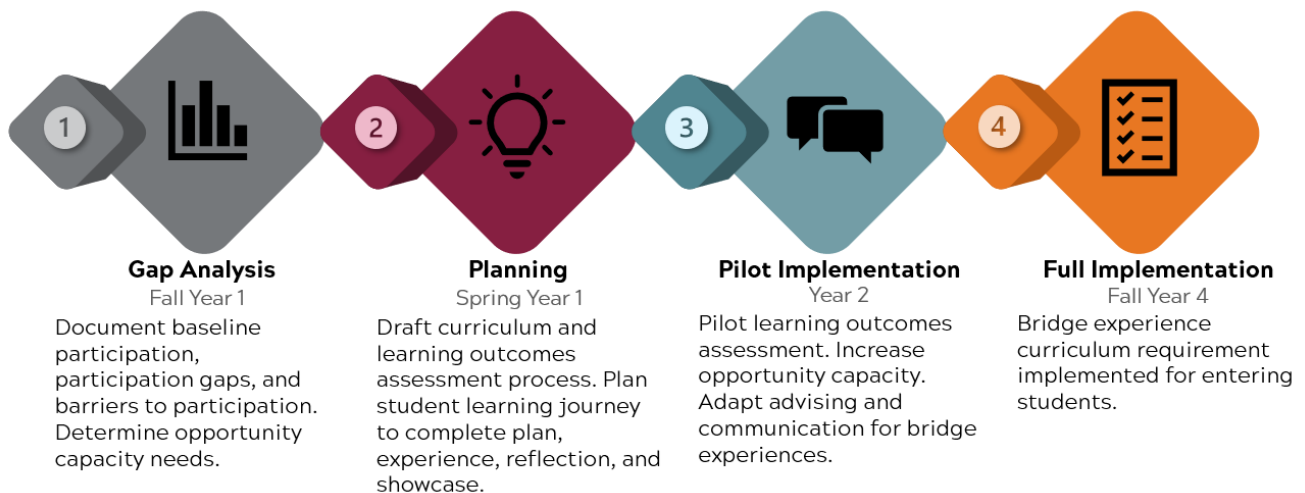 1
Gap Analysis
Fall Year 1
Document baseline
participation,
participation gaps, and
barriers to participation.
Determine opportunity
capacity needs.
2
Planning
Spring Year 1
Draft curriculum and
learning outcomes
assessment process. Plan
student learning journey
to complete plan,
experience, reflection, and
showcase.
3
Pilot Implementation
Year 2
Pilot learning outcomes
assessment. Increase
opportunity capacity.
Adapt advising and
communication for bridge
experiences.
4
Full Implementation
Fall Year 4
Bridge experience
curriculum requirement
implemented for entering
students.